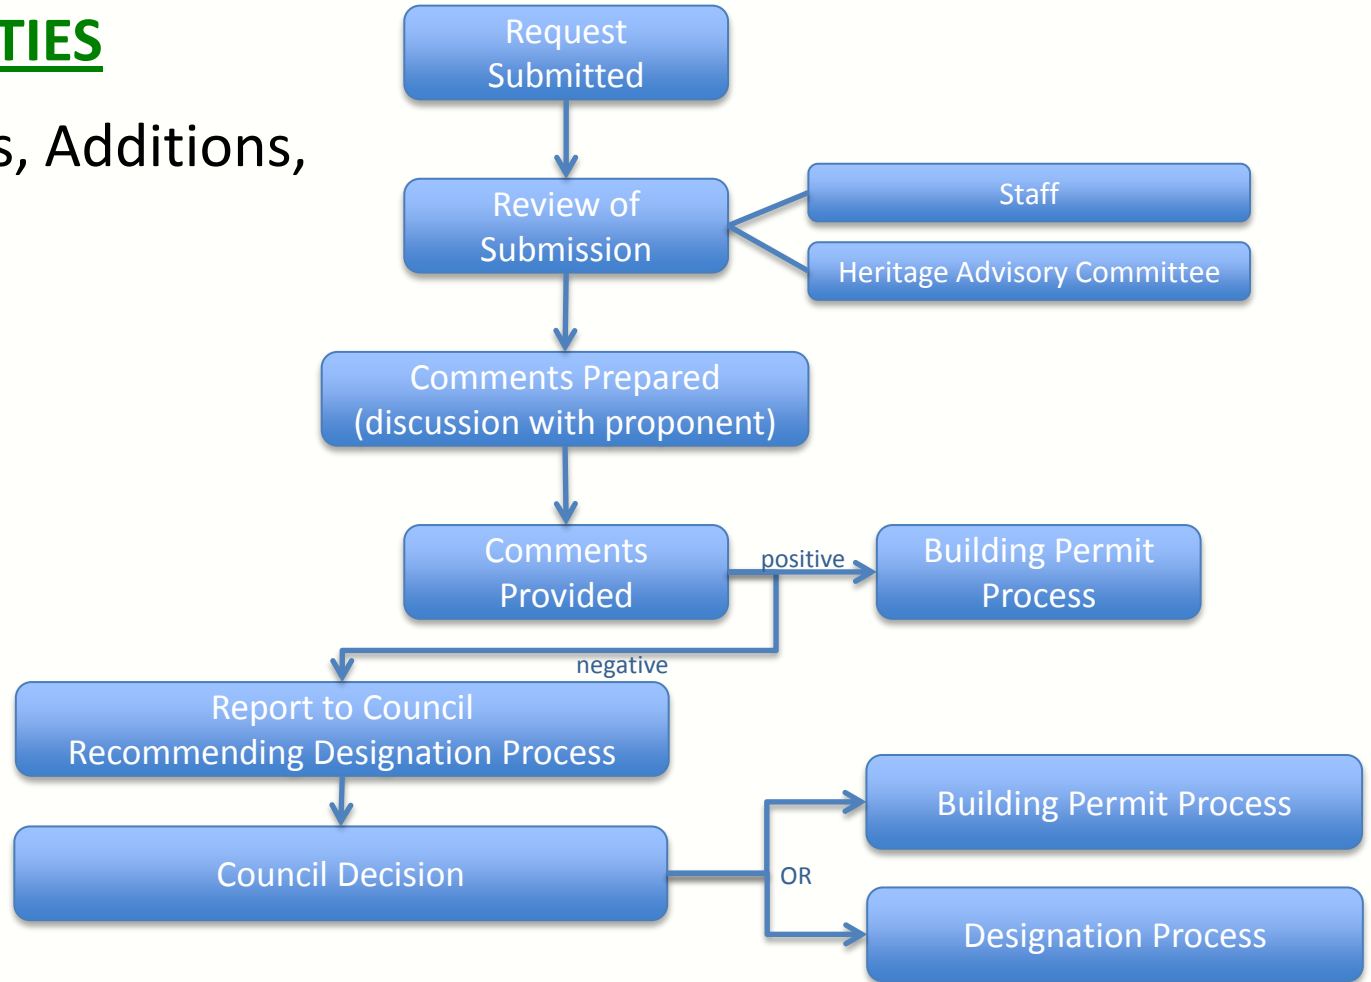 TIES
s, Additions,
Request
Submitted
Review of
Submission
Staff
Heritage Advisory Committee
Comments Prepared
(discussion with proponent)
Comments
Provided
positive
Building Permit
Process
negative
Report to Council
Recommending Designation Process
Council Decision
OR
Building Permit Process
Designation Process